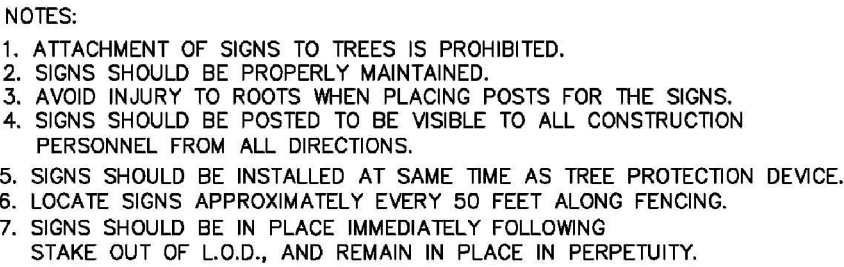 NOTES:
1. ATTACHMENT OF SIGNS TO TREES IS PROHIBITED.
2. SIGNS SHOULD BE PROPERLY MAINTAINED.
3. AVOID INJURY TO ROOTS WHEN PLACING POSTS FOR THE SIGNS.
4. SIGNS SHOULD BE POSTED TO BE VISIBLE TO ALL CONSTRUCTION
PERSONNEL FROM ALL DIRECTIONS.
5. SIGNS SHOULD BE INSTALLED AT SAME TIME AS TREE PROTECTION DEVICE.
6. LOCATE SIGNS APPROXIMATELY EVERY 50 FEET ALONG FENCING.
7. SIGNS SHOULD BE IN PLACE IMMEDIATELY FOLLOWING
STAKE OUT OF L.O.D., AND REMAIN IN PLACE IN PERPETUITY.